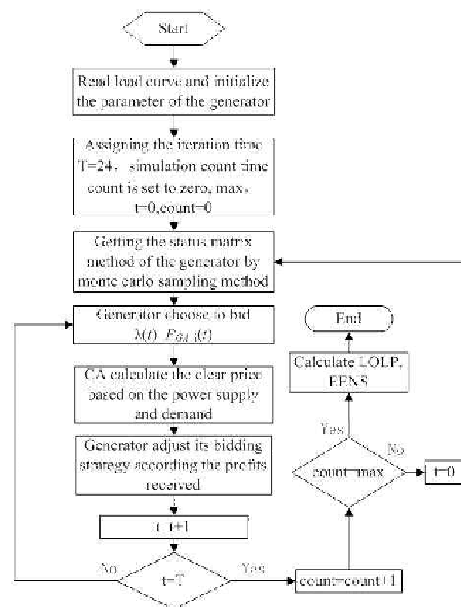 Start
Read load curve and initialize
the parameter of the generator
Assigning the iteration time
T=24, simulation count time
count is set to zero, max,
t=0,count=0
Getting the status matrix
method of the generator by
monte carlo sampling method
Generator choose to bid
CA calculate the clear price
based on the power supply
and demand
Generator adjust its bidding
strategy according the profits
received
t=t+1
No
t=T
Yes
count=count+1
count=max
Yes
No
t=0
Calculate LOLP,
EENS
End